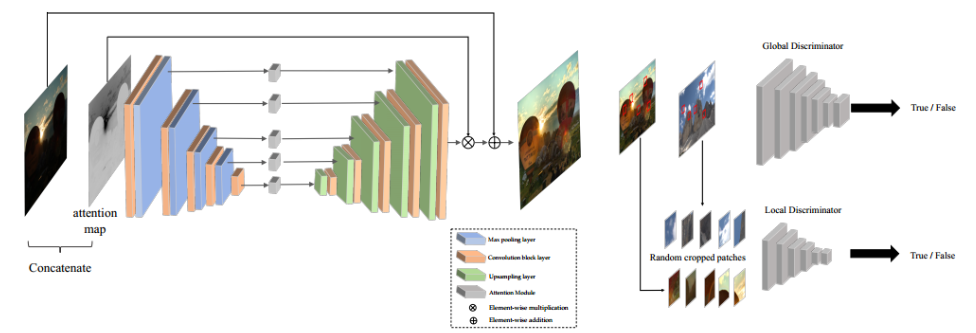 Global Discriminator
True / False
attention
map
Concatenate
Max pooling layer
Convolution block layer
Upsampling layer
Attention Module
Element-wise multiplication
Element-wise addition
Random cropped patches
Local Discriminator
True / False